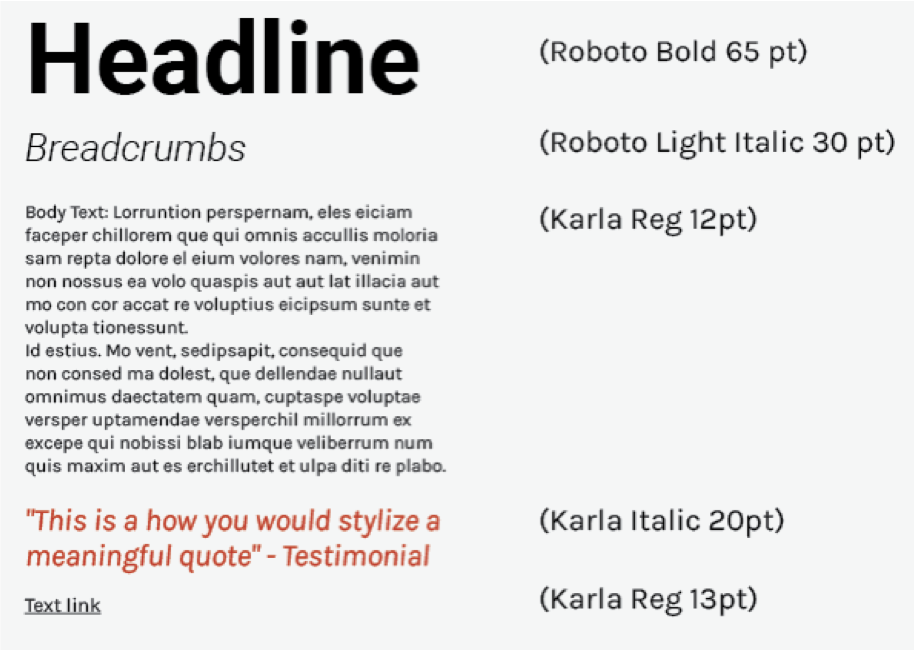 Headline (Roboto Bold 65 pt)
Breadcrumbs (Roboto Light Italic 30 pt)
Body Text: Lorruntion perspernam, eles eiciam (Karla Reg 12pt)
faceper chillorem que qui omnis accullis moloria
sam repta dolore el eium volores nam, venimin
non nossus ea volo quaspis aut aut lat illacia aut
mo con cor accat re voluptius eicipsum sunte et
volupta tionessunt.
Id estius. Mo vent, sedipsapit, consequid que
non consed ma dolest, que dellendae nullaut
omnimus daectatem quam, cuptaspe voluptae
versper uptamendae versperchil millorrum ex
excepe qui nobissi blab iumque veliberrum num
quis maxim aut es erchillutet et ulpa diti re plabo.
"This is a how you would stylize a (Karla Italic 20pt)
meaningful quote" - Testimonial
Text link (Karla Reg 13pt)